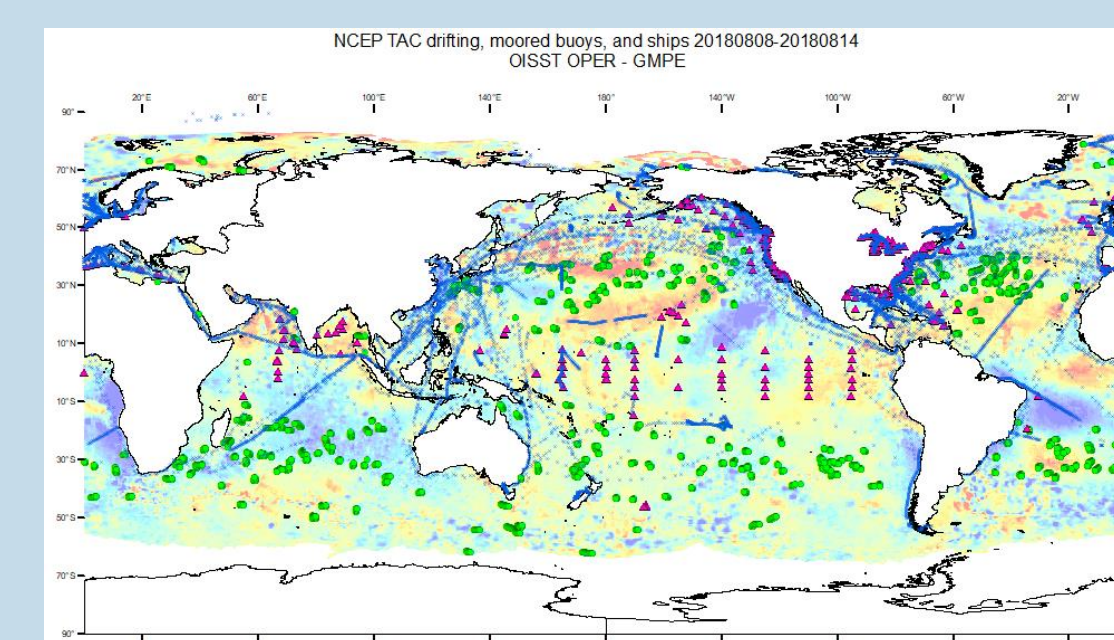 NCEP TAC drifting, moored buoys, and ships 20180808-20180814
OISST OPER - GMPE
20°E 60°E 100°E 140°E 180° 140°W 100°W 60°W 20°W
90°
70°N
50°N
30°N
10°N
10°S
30°S
50°S
70°S
90°